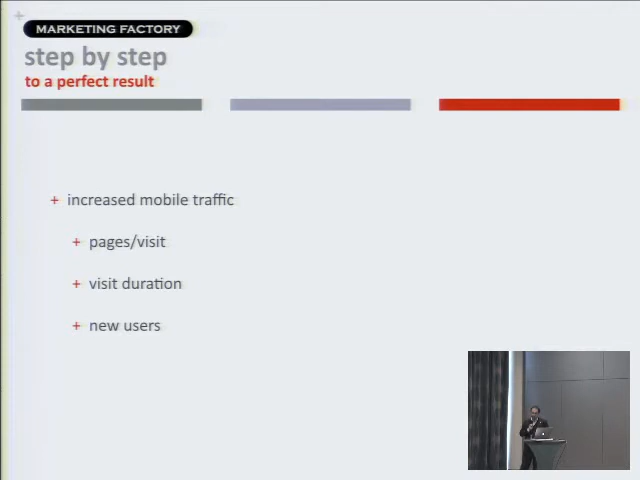 MARKETING FACTORY
step by step
to a perfect result
+ increased mobile traffic
+ pages/visit
+ visit duration
+ new users